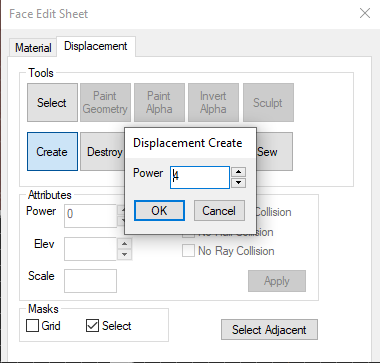 Face Edit Sheet
Material Displacement
Tools
Select Paint Geometry Paint Alpha Invert Alpha Sculpt
Create Destroy Sew
Displacement Create
Power 4
OK Cancel
Attributes
Power 0 Collision
No Hull Collision
Elev No Ray Collision
Scale Apply
Masks
Grid Select Select Adjacent